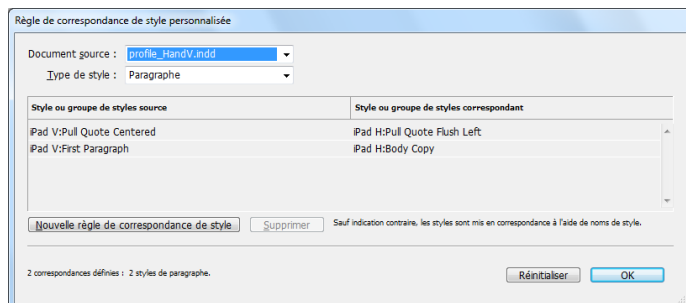 Règle de correspondance de style personnalisée
Document source : profile_HandV.indd
Type de style : Paragraphe
Style ou groupe de styles source Style ou groupe de styles correspondant
iPad V:Pull Quote Centered iPad H:Pull Quote Flush Left
iPad V:First Paragraph iPad H:Body Copy
Nouvelle règle de correspondance de style Supprimer Sauf indication contraire, les styles sont mis en correspondance à l'aide de noms de style.
2 correspondances définies : 2 styles de paragraphe. Réinitialiser OK